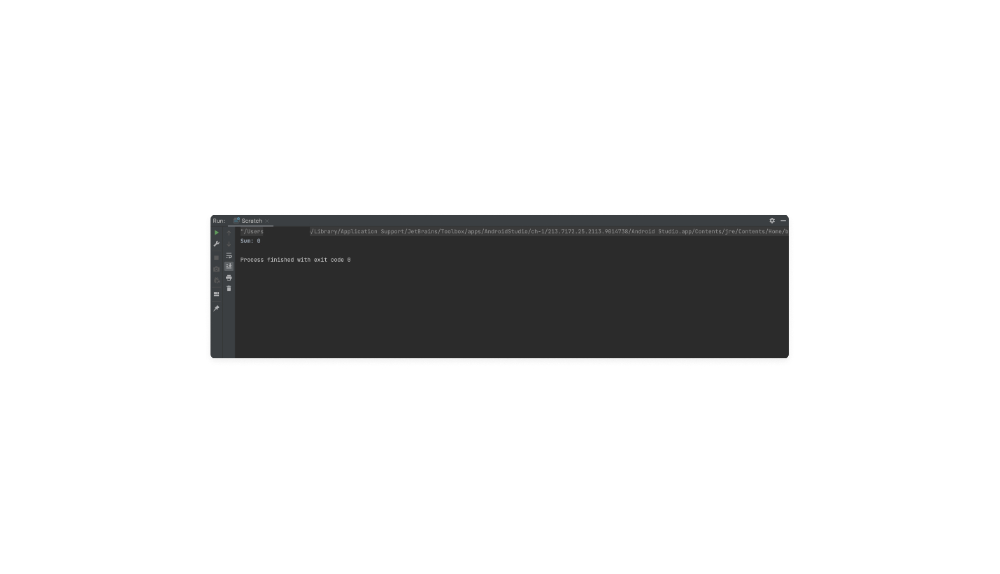 Run: Scratch
"/Users /Library/Application Support/JetBrains/Toolbox/apps/AndroidStudio/ch-1/213.7172.25.2113.9014738/Android Studio.app/Contents/jre/Contents/Home/b
Sum: 0
Process finished with exit code 0